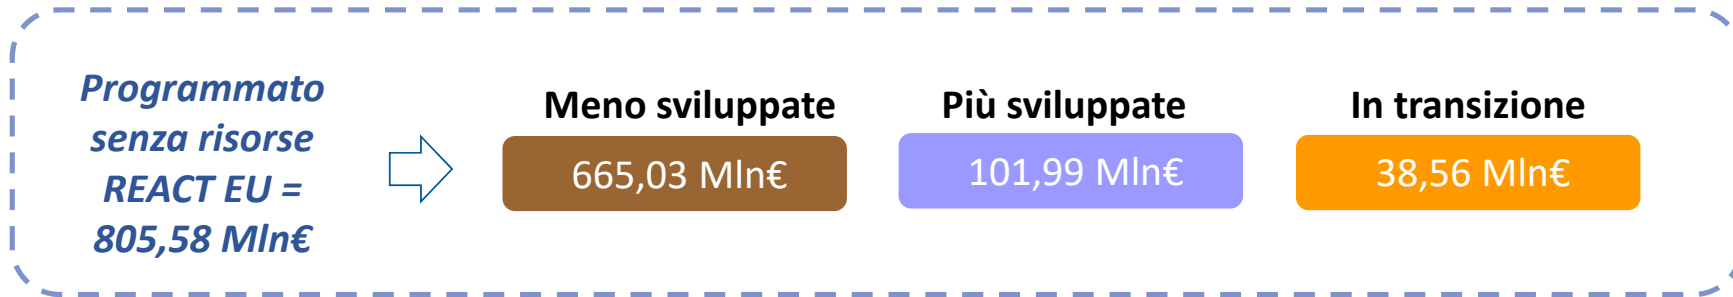 Programmato
senza risorse
REACT EU =
805,58 Mln€
Meno sviluppate
665,03 Mln€
Più sviluppate
101,99 Mln€
In transizione
38,56 Mln€